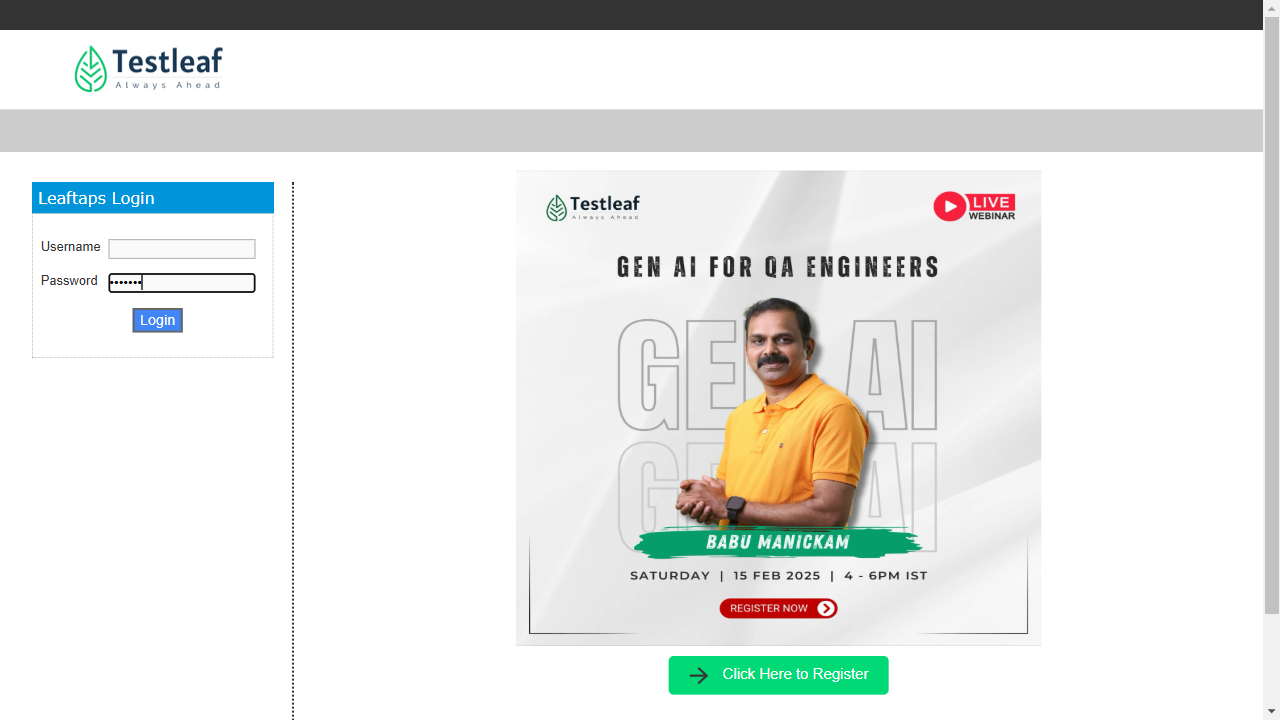 Testleaf
Always Ahead
Leaftaps Login
Username
Password
Login
Testleaf
Always Ahead
LIVE
WEBINAR
GEN AI FOR QA ENGINEERS
GEN AI
GEN AI
BABU MANICKAM
SATURDAY | 15 FEB 2025 | 4 - 6PM IST
REGISTER NOW
Click Here to Register